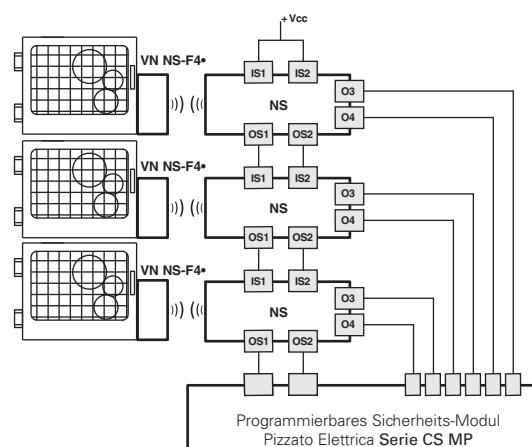 + Vcc
VN NS-F4•
IS1 IS2
O3
NS
O4
OS1 OS2
VN NS-F4•
IS1 IS2
O3
NS
O4
OS1 OS2
VN NS-F4•
IS1 IS2
O3
NS
O4
OS1 OS2
Programmierbares Sicherheits-Modul
Pizzato Elettrica Serie CS MP